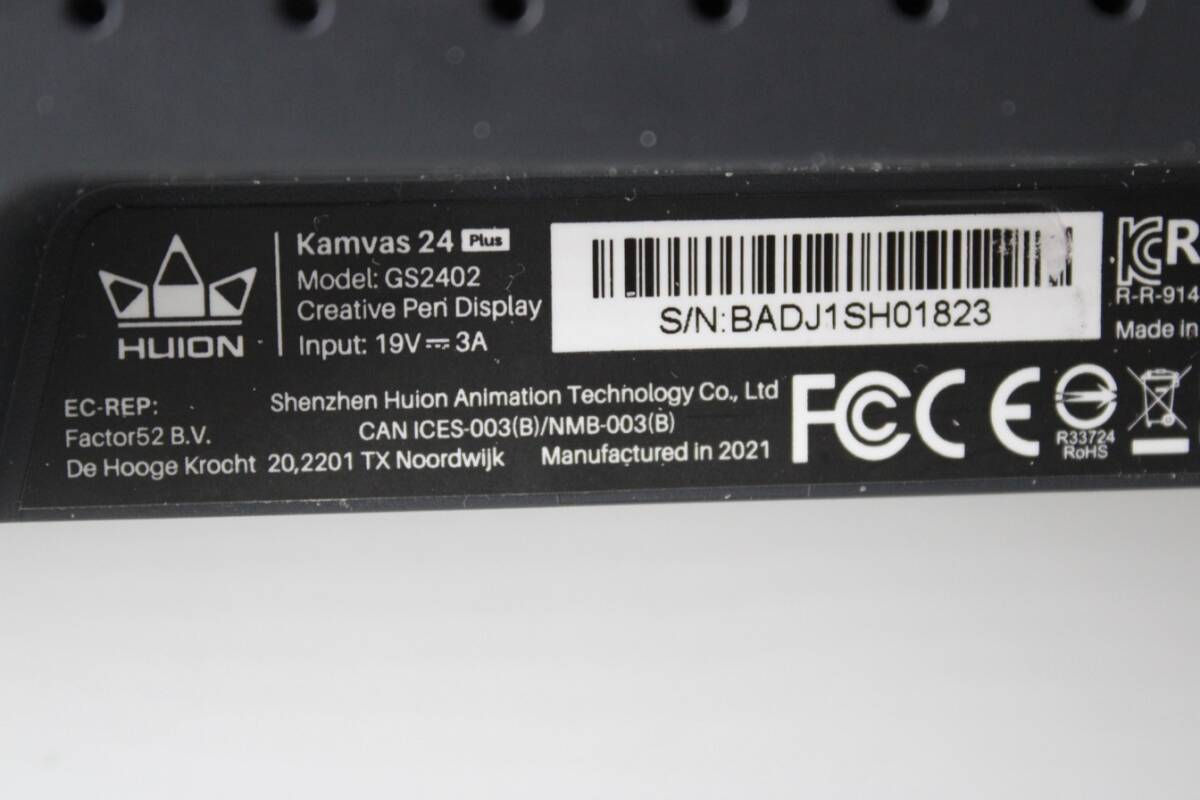 HUION
Kamvas 24 Plus
Model: GS2402
Creative Pen Display
Input: 19V⎓3A
S/N:BADJ1SH01823
R-R-914
Made in
EC-REP:
Factor52 B.V.
De Hooge Krocht 20,2201 TX Noordwijk
Shenzhen Huion Animation Technology Co., Ltd
CAN ICES-003(B)/NMB-003(B)
Manufactured in 2021
FC CE
R33724
RoHS